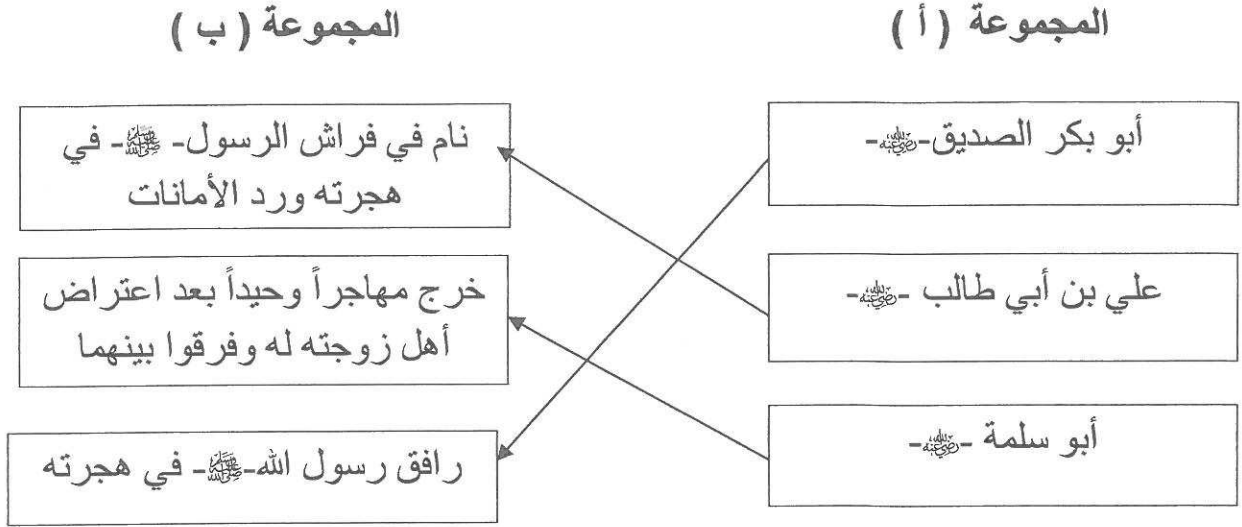 المجموعة ( أ )
أبو بكر الصديق-رضي الله عنه-
علي بن أبي طالب -رضي الله عنه-
أبو سلمة -رضي الله عنه-
المجموعة ( ب )
نام في فراش الرسول- ﷺ- في
هجرته ورد الأمانات
خرج مهاجراً وحيداً بعد اعتراض
أهل زوجته له وفرقوا بينهما
رافق رسول الله-ﷺ- في هجرته